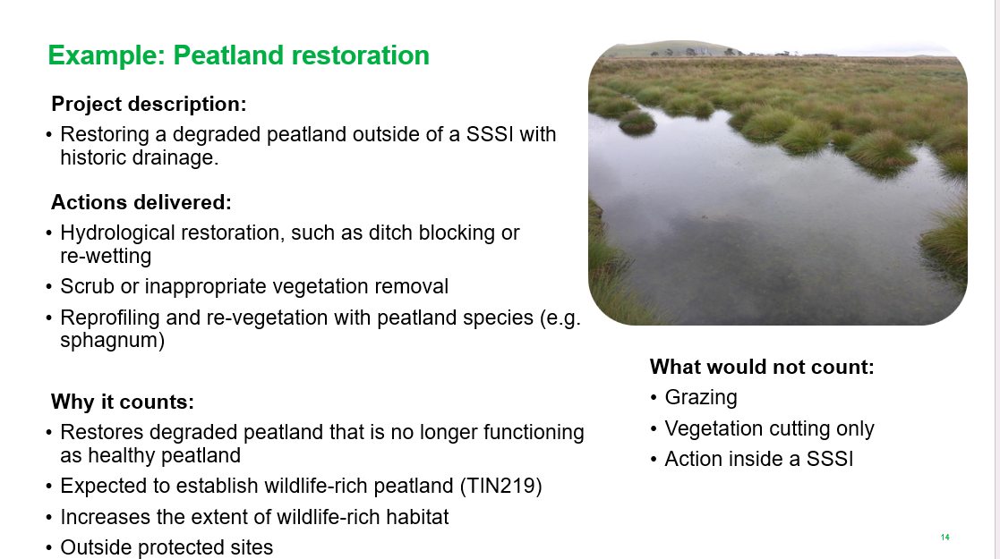 Example: Peatland restoration
Project description:
• Restoring a degraded peatland outside of a SSSI with
historic drainage.
Actions delivered:
• Hydrological restoration, such as ditch blocking or
re-wetting
• Scrub or inappropriate vegetation removal
• Reprofiling and re-vegetation with peatland species (e.g.
sphagnum)
Why it counts:
• Restores degraded peatland that is no longer functioning
as healthy peatland
• Expected to establish wildlife-rich peatland (TIN219)
• Increases the extent of wildlife-rich habitat
• Outside protected sites
What would not count:
• Grazing
• Vegetation cutting only
• Action inside a SSSI
14